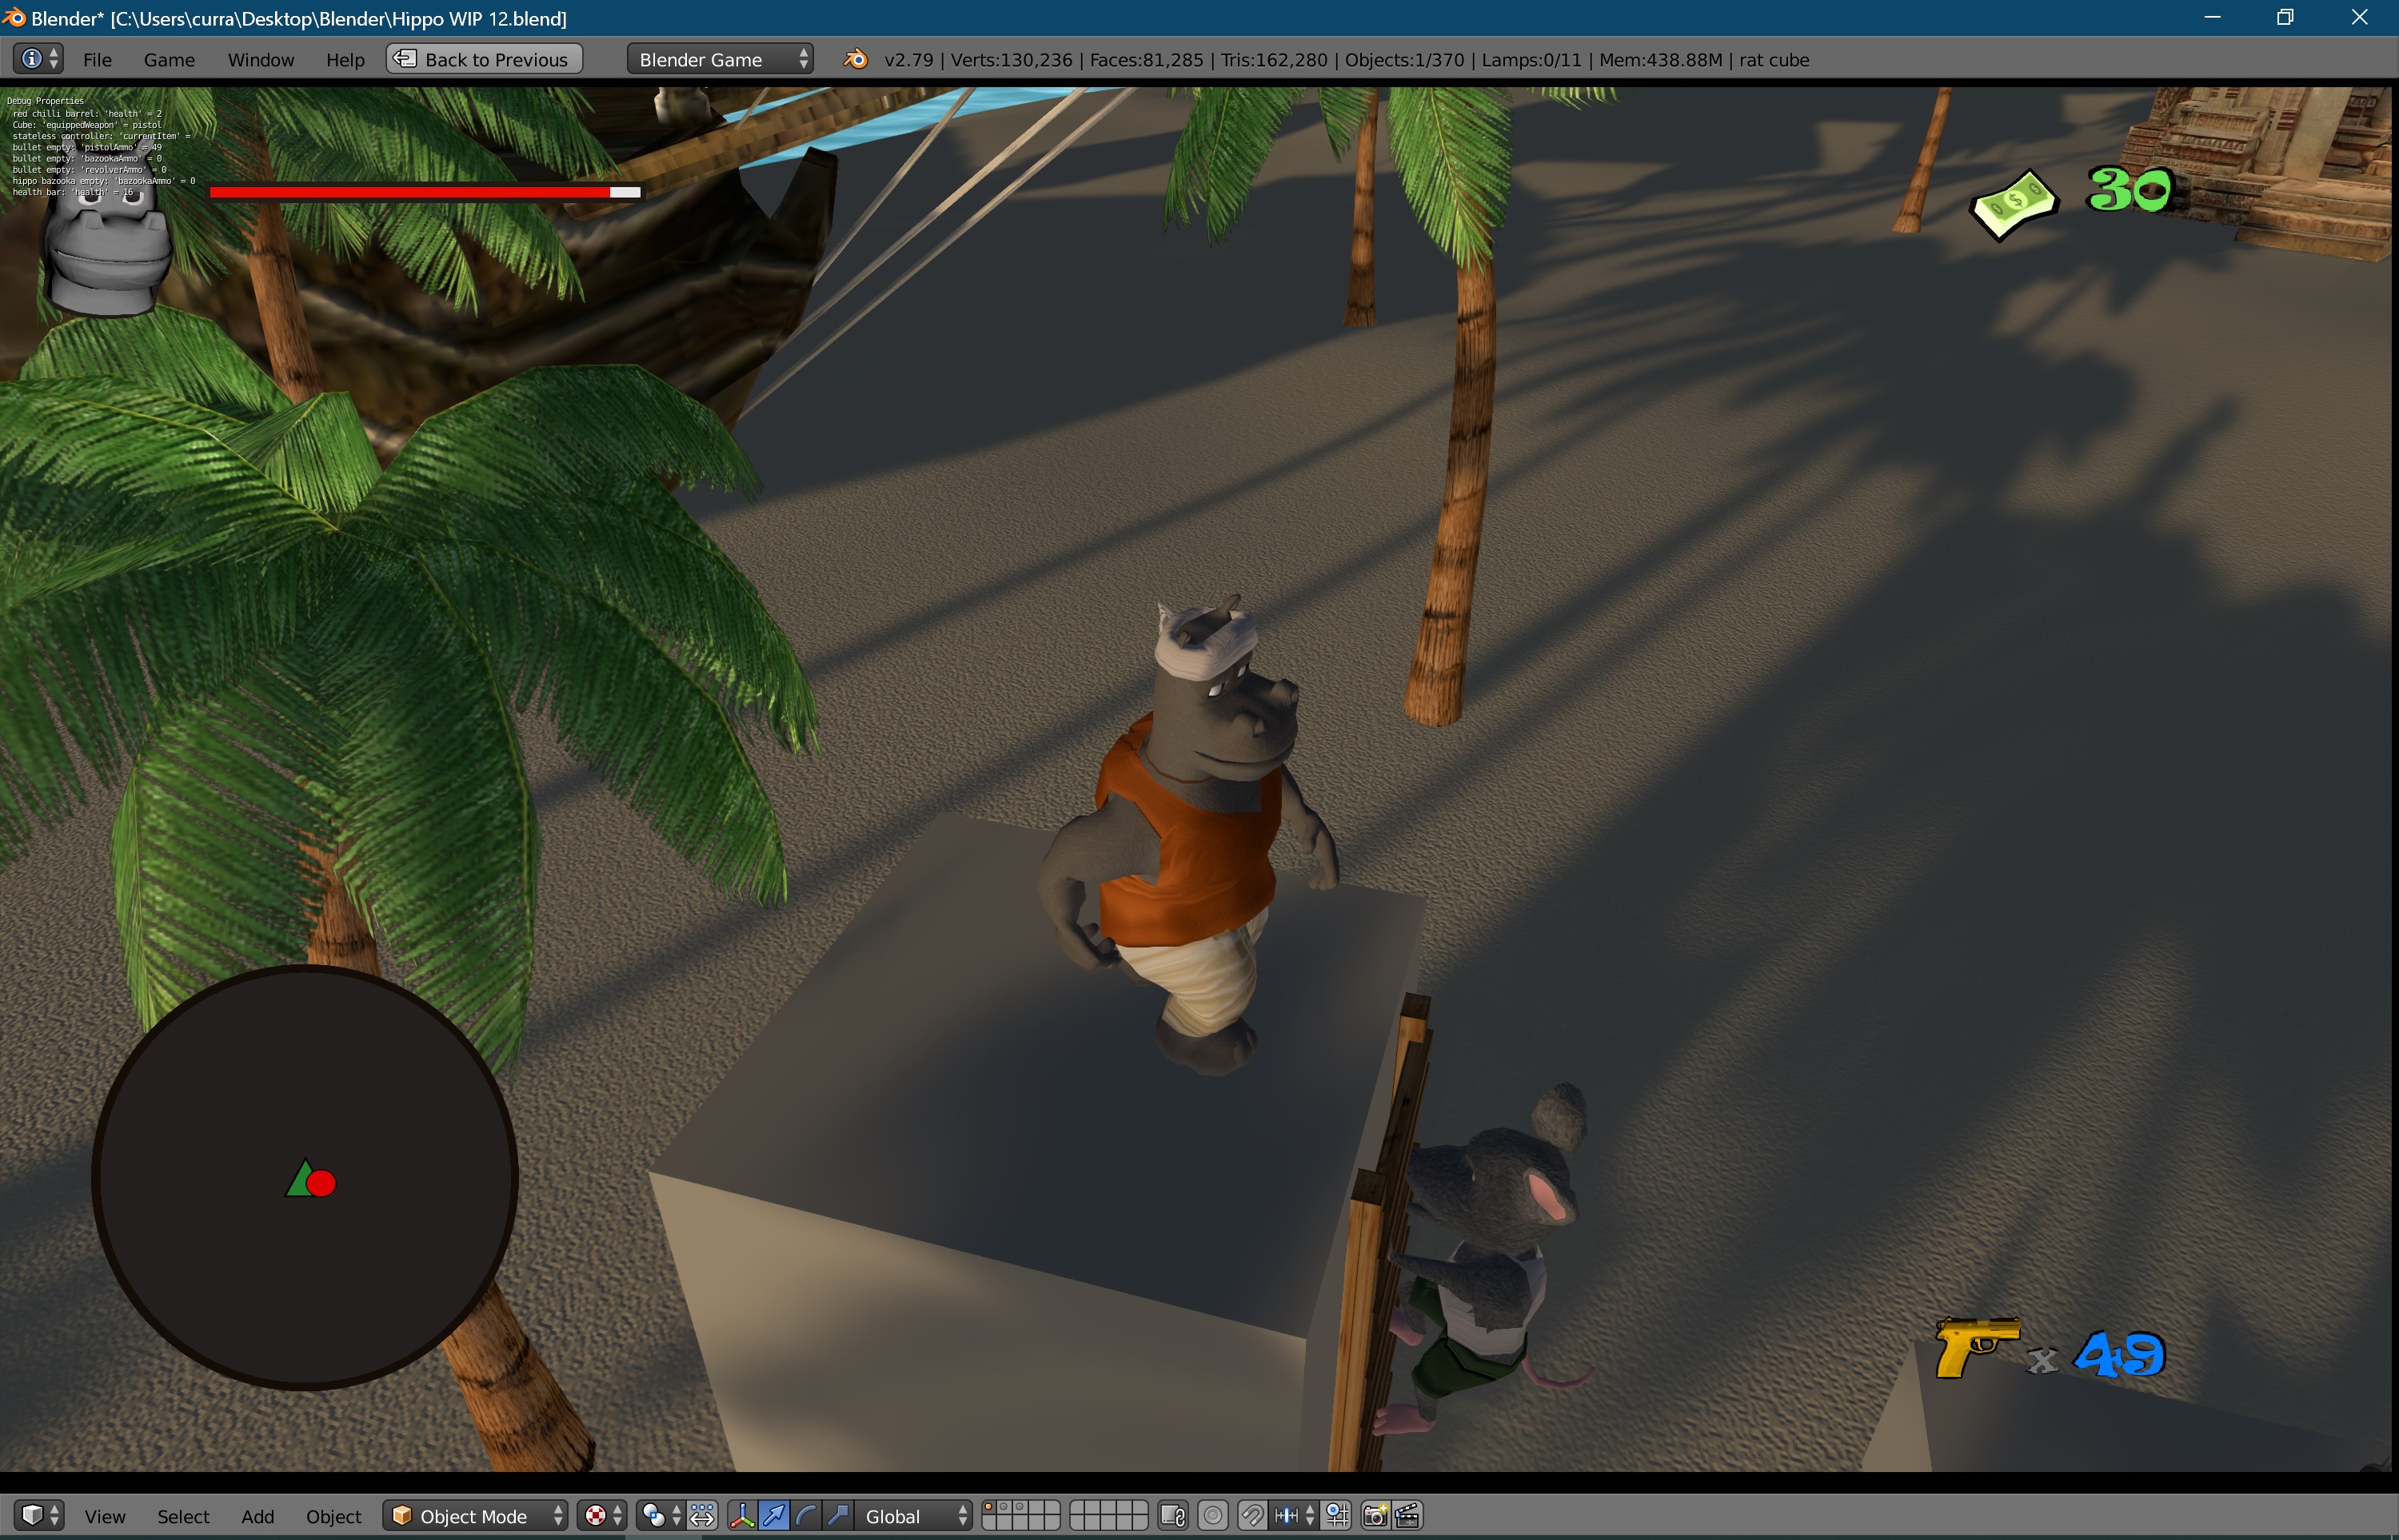 Blender* [C:\Users\curra\Desktop\Blender\Hippo WIP 12.blend]
File Game Window Help Back to Previous Blender Game v2.79 | Verts:130,236 | Faces:81,285 | Tris:162,280 | Objects:1/370 | Lamps:0/11 | Mem:438.88M | rat cube
Debug Properties
red chilli barrel: 'health' = 2
Cube: 'equippedWeapon' = pistol
stateless controller: 'currentItem' =
bullet empty: 'pistolAmmo' = 49
bullet empty: 'bazookaAmmo' = 0
bullet empty: 'revolverAmmo' = 0
hippo bazooka empty: 'bazookaAmmo' = 0
health bar: 'health' = 16
30
x 49
View Select Add Object Object Mode Global